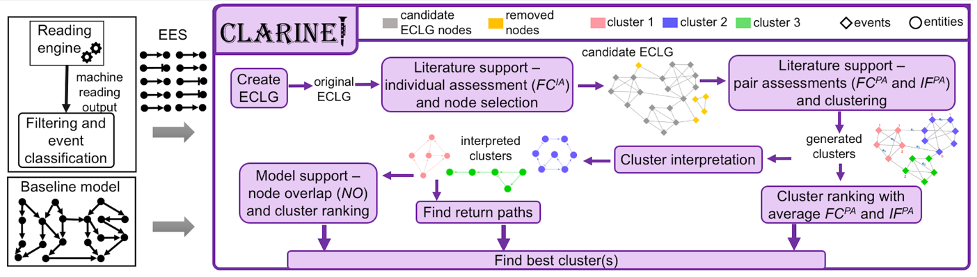 Reading
engine
machine
reading
output
Filtering and
event
classification
Baseline model
EES
CLARINET
candidate
ECLG nodes
removed
nodes
cluster 1
cluster 2
cluster 3
events
entities
Create
ECLG
original
ECLG
Literature support –
individual assessment (FC^IA)
and node selection
candidate ECLG
Literature support –
pair assessments (FC^PA and IF^PA)
and clustering
generated
clusters
Cluster interpretation
interpreted
clusters
Model support –
node overlap (NO)
and cluster ranking
Find return paths
Cluster ranking with
average FC^PA and IF^PA
Find best cluster(s)